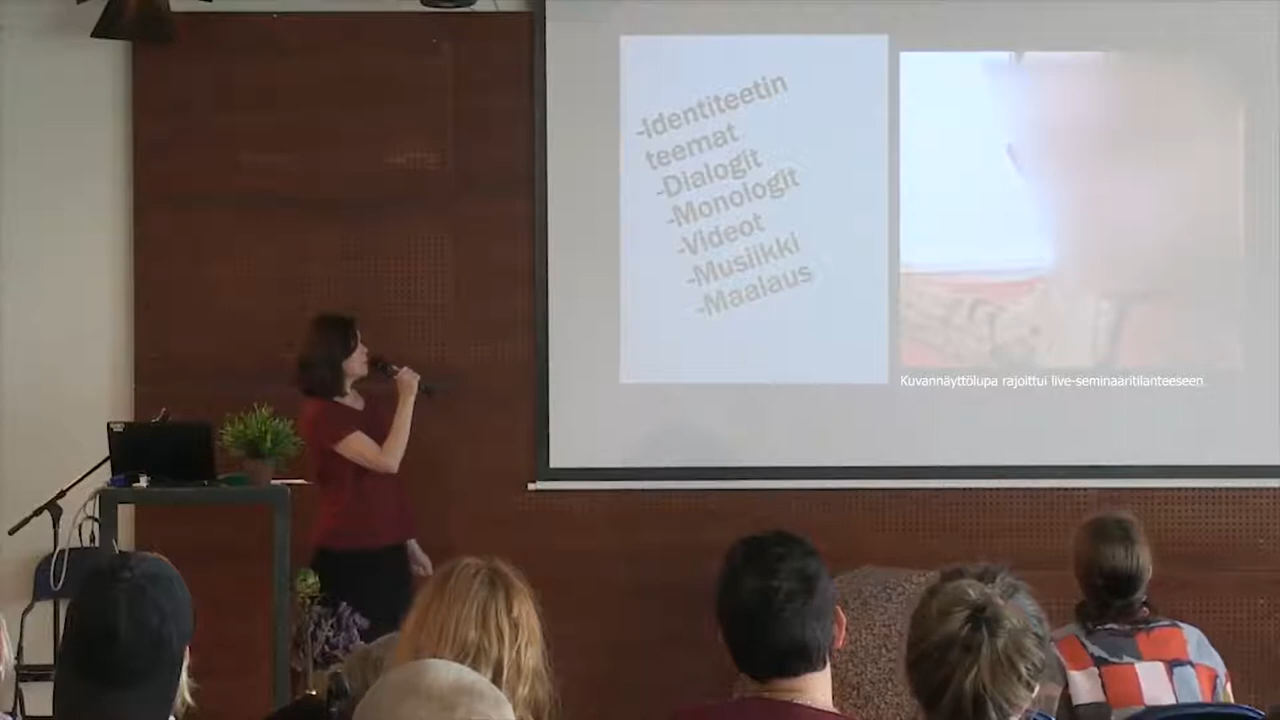 -Identiteetin
teemat
-Dialogit
-Monologit
-Videot
-Musiikki
-Maalaus
Kuvannäyttölupa rajoittui live-seminaaritilanteeseen